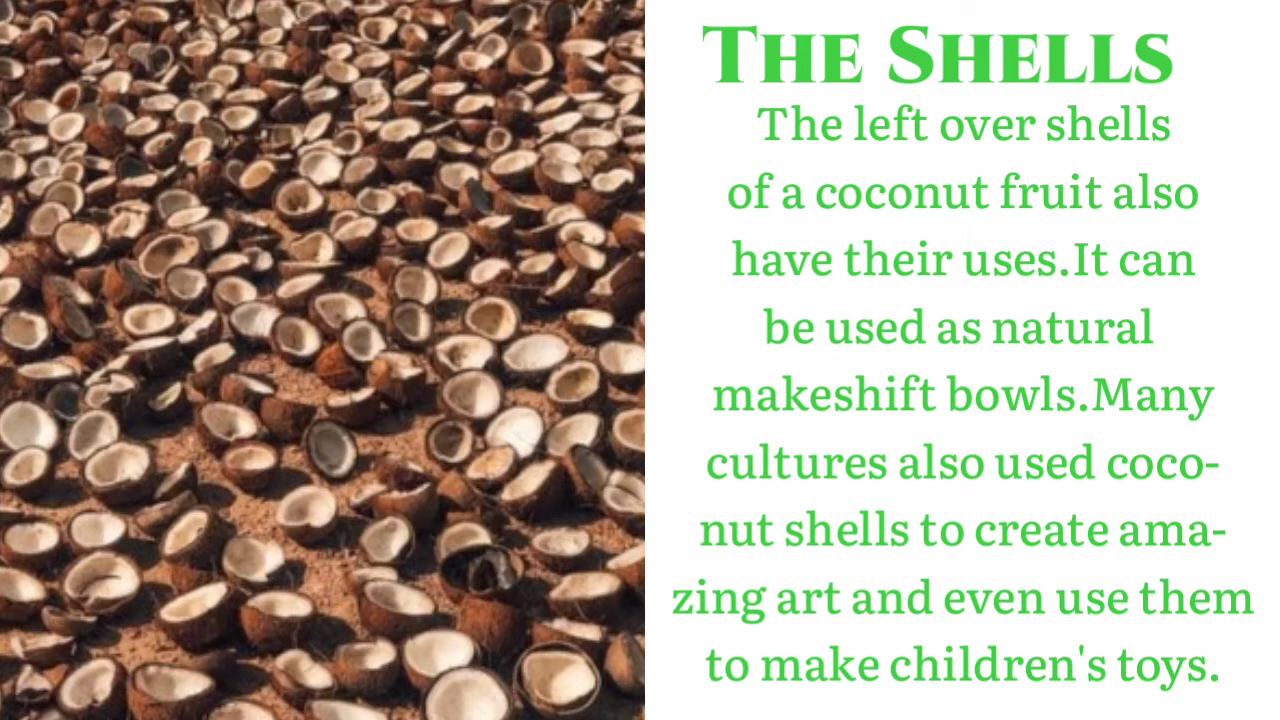 The Shells
The left over shells
of a coconut fruit also
have their uses.It can
be used as natural
makeshift bowls.Many
cultures also used coco-
nut shells to create ama-
zing art and even use them
to make children's toys.